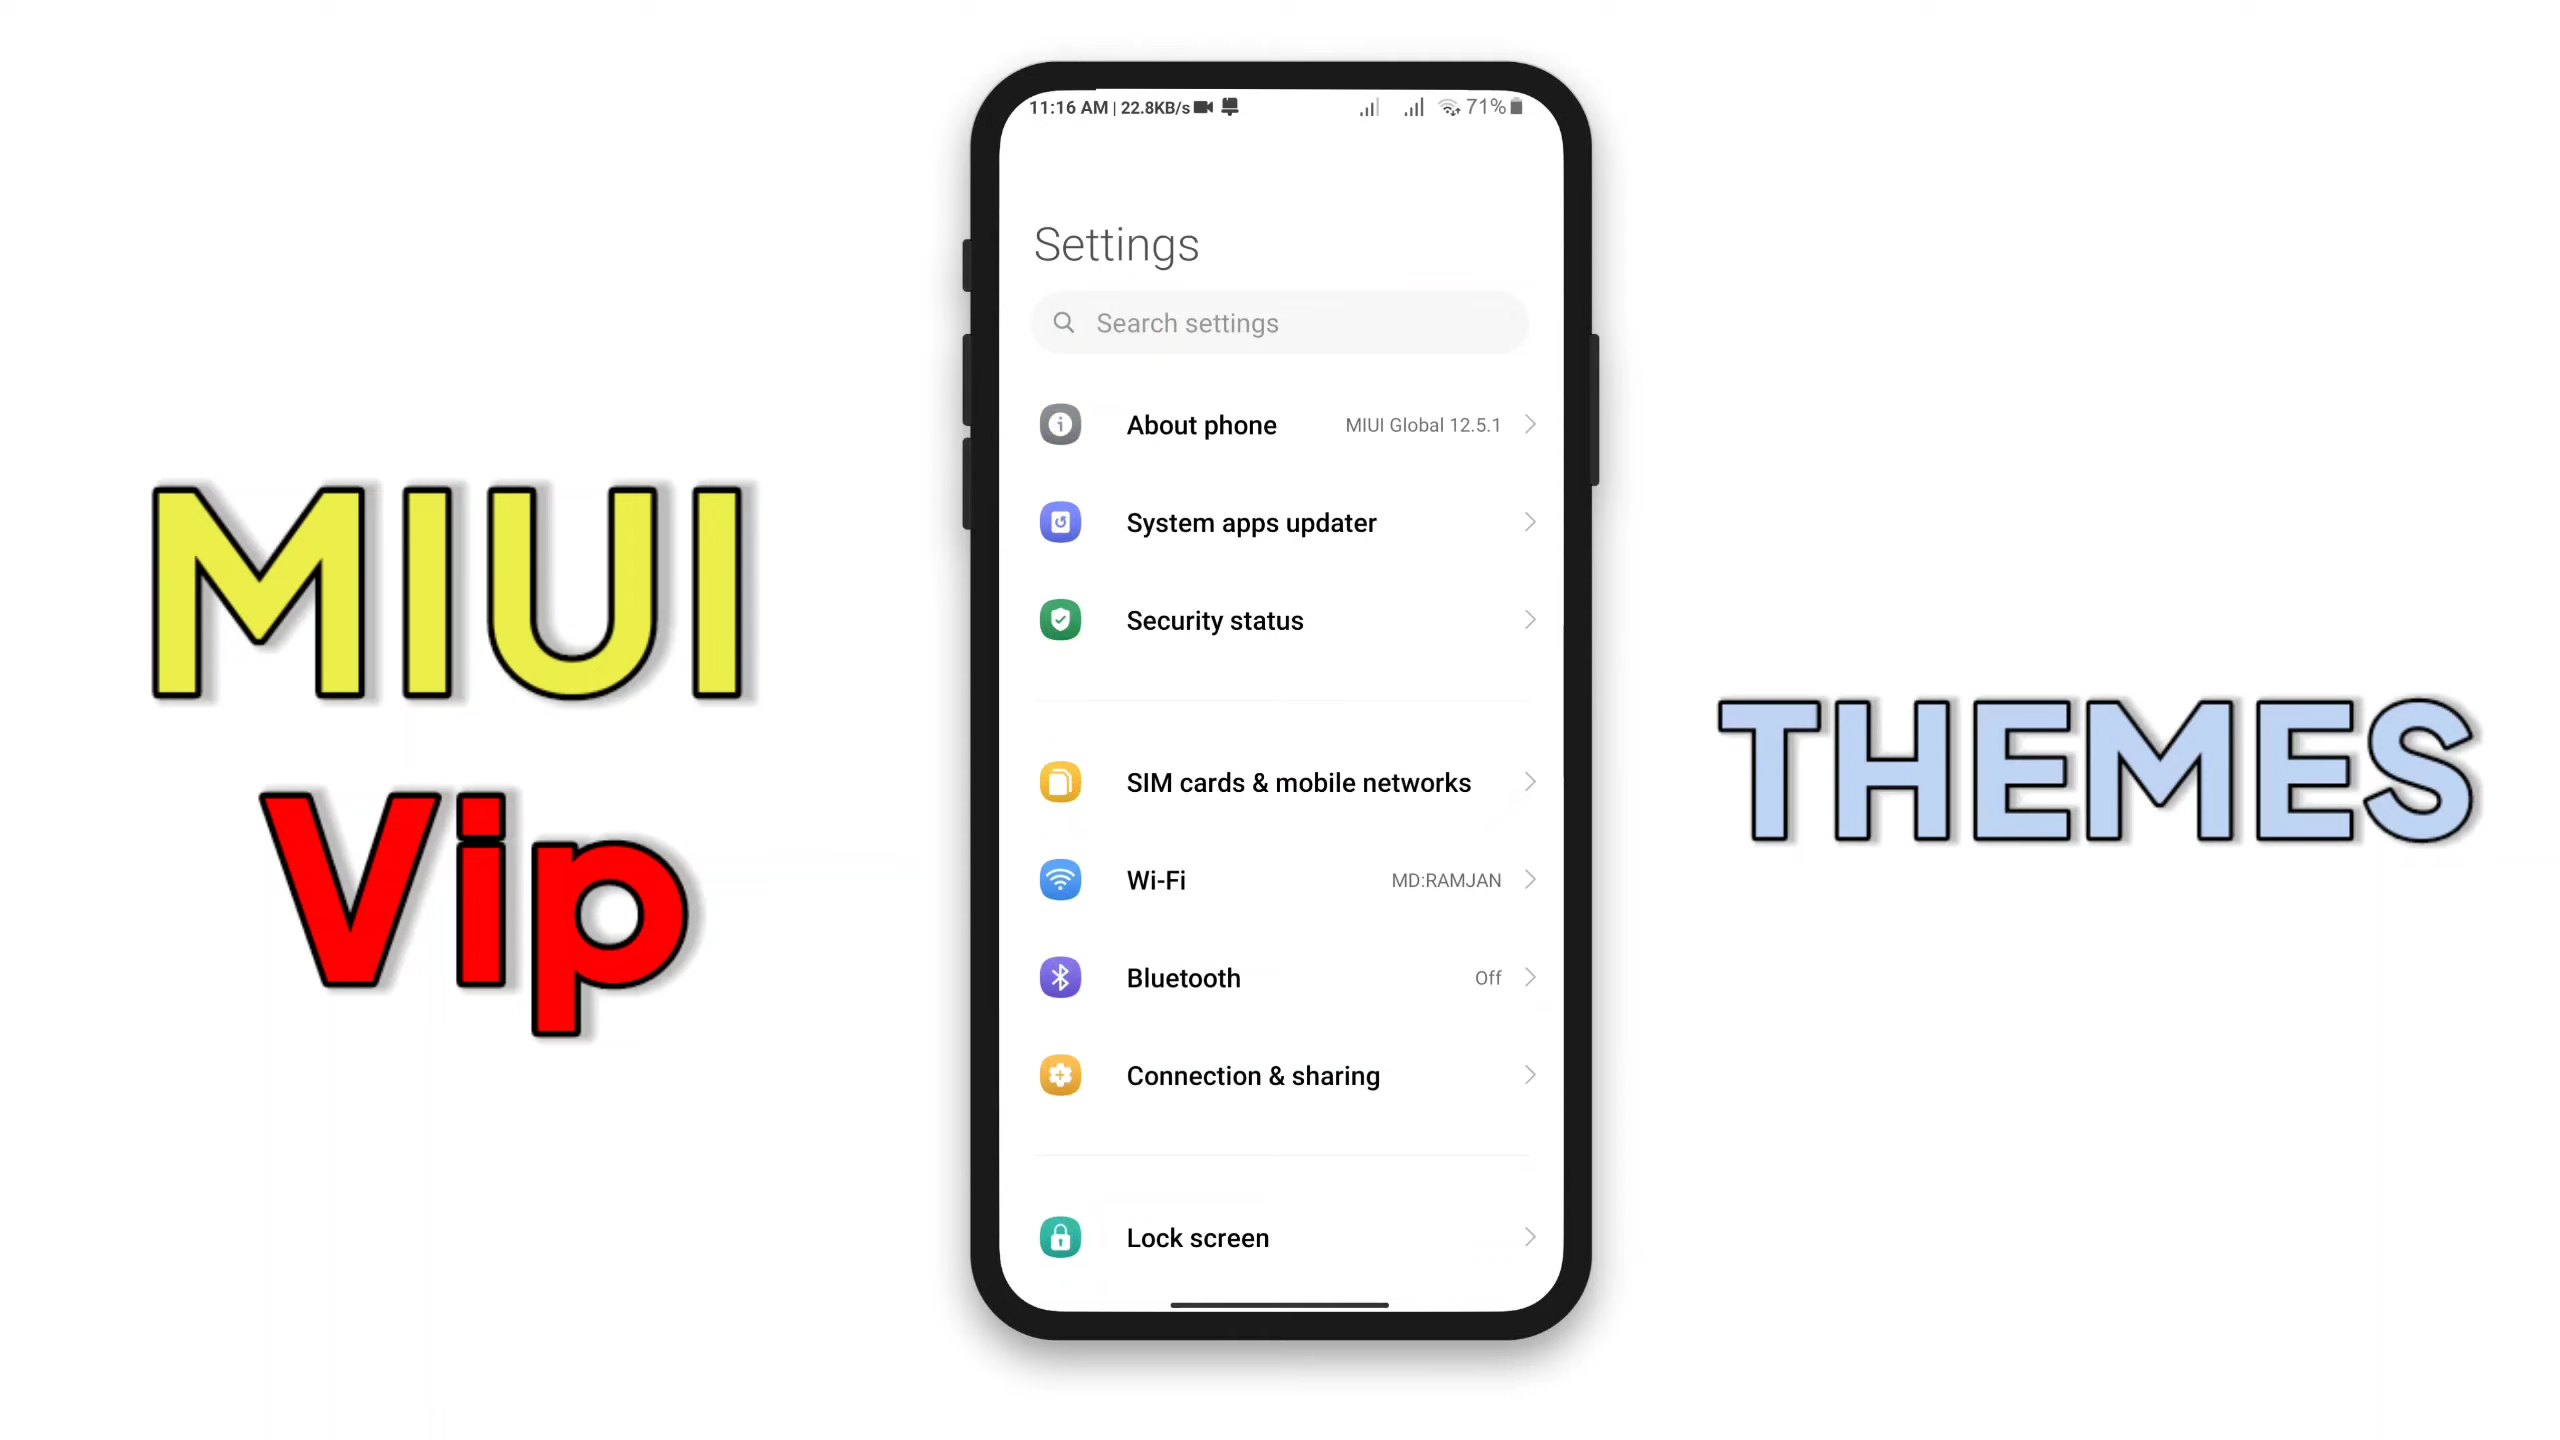 MIUI
Vip
11:16 AM | 22.8KB/s
71%
Settings
Search settings
About phone MIUI Global 12.5.1
System apps updater
Security status
SIM cards & mobile networks
Wi-Fi MD:RAMJAN
Bluetooth Off
Connection & sharing
Lock screen
THEMES